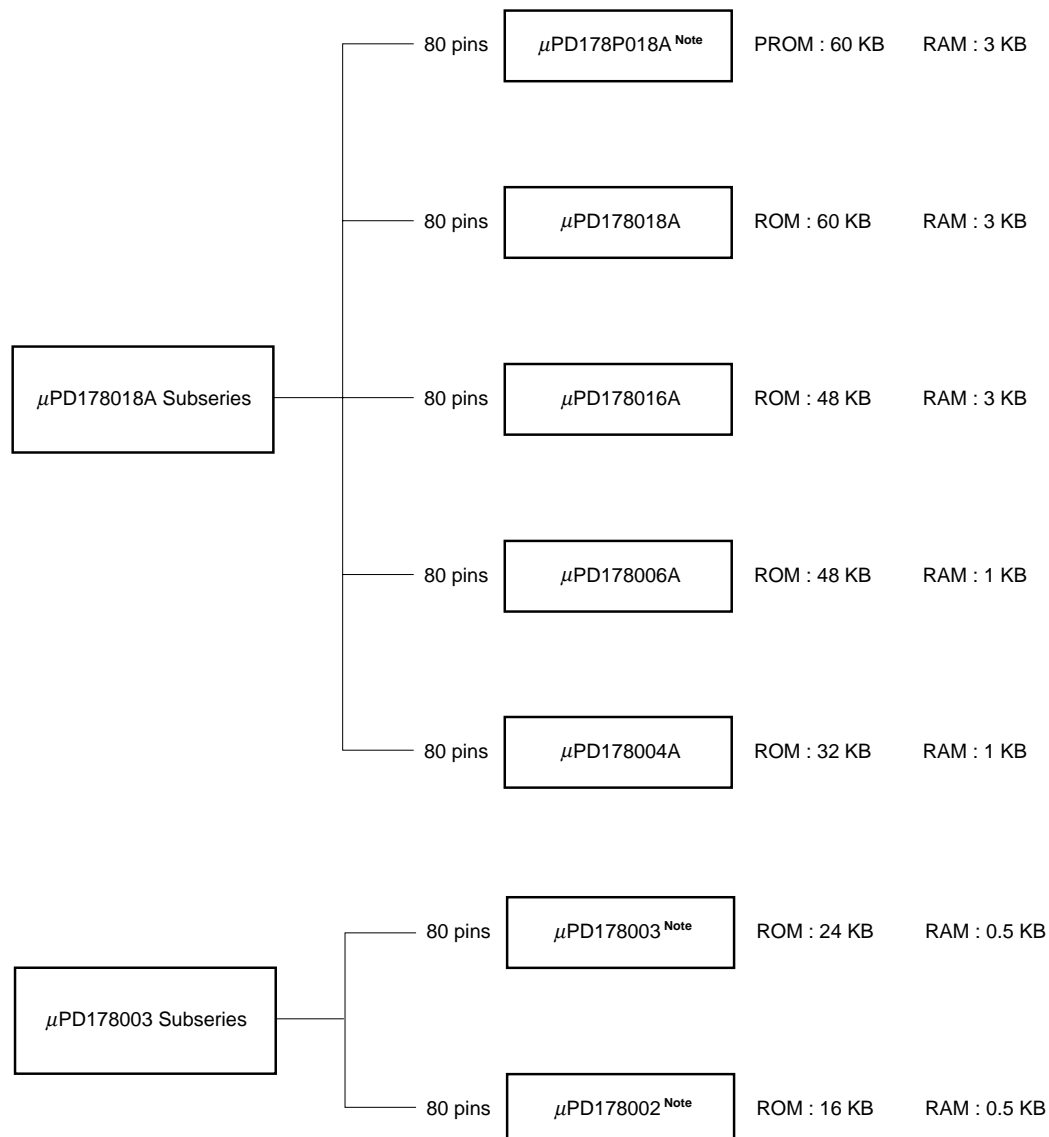 80 pins μPD178P018A Note PROM : 60 KB RAM : 3 KB
80 pins μPD178018A ROM : 60 KB RAM : 3 KB
μPD178018A Subseries
80 pins μPD178016A ROM : 48 KB RAM : 3 KB
80 pins μPD178006A ROM : 48 KB RAM : 1 KB
80 pins μPD178004A ROM : 32 KB RAM : 1 KB
80 pins μPD178003 Note ROM : 24 KB RAM : 0.5 KB
μPD178003 Subseries
80 pins μPD178002 Note ROM : 16 KB RAM : 0.5 KB